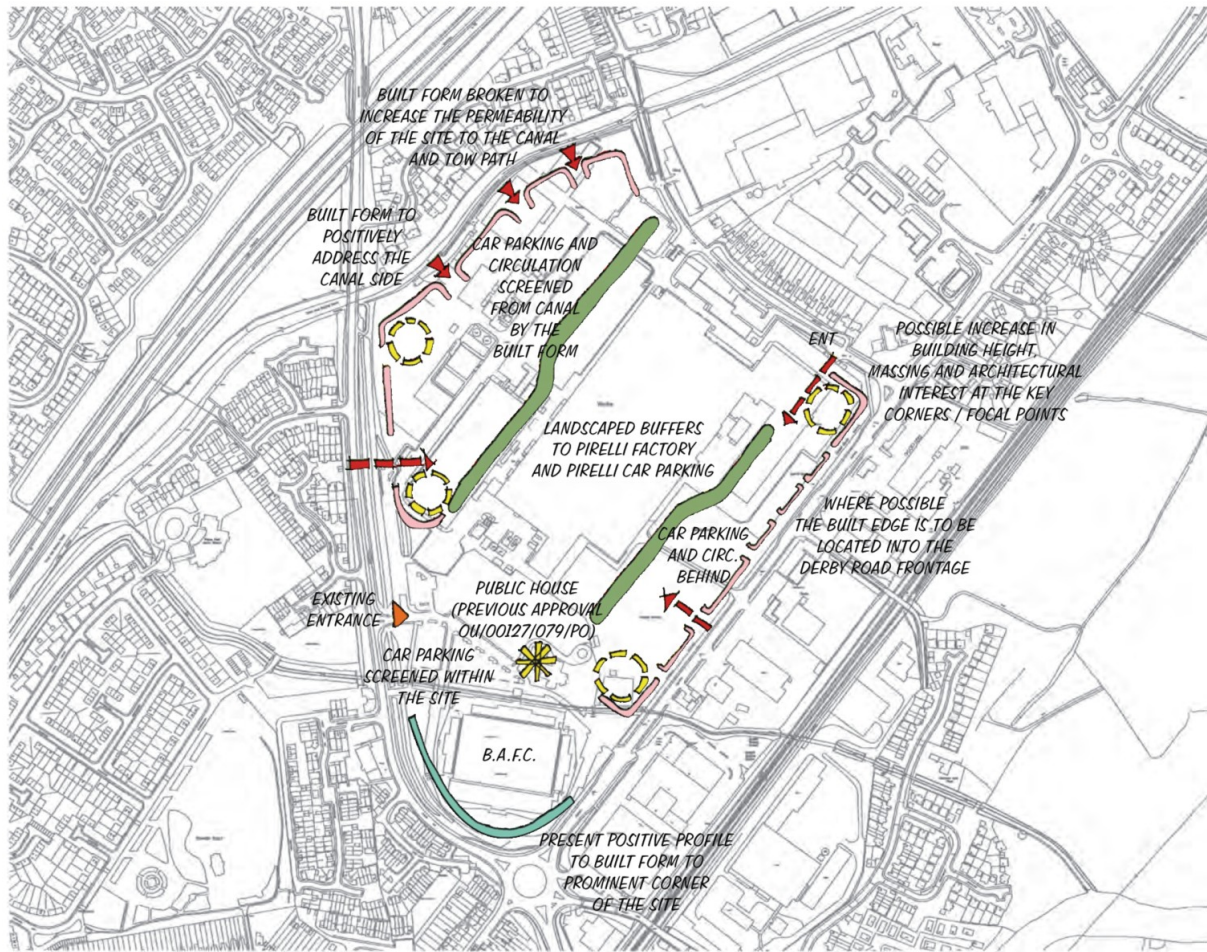 BUILT FORM BROKEN TO
INCREASE THE PERMEABILITY
OF THE SITE TO THE CANAL
AND TOW PATH
BUILT FORM TO
POSITIVELY
ADDRESS THE
CANAL SIDE
CAR PARKING AND
CIRCULATION
SCREENED
FROM CANAL
BY THE
BUILT FORM
ENT
POSSIBLE INCREASE IN
BUILDING HEIGHT,
MASSING AND ARCHITECTURAL
INTEREST AT THE KEY
CORNERS / FOCAL POINTS
LANDSCAPED BUFFERS
TO PIRELLI FACTORY
AND PIRELLI CAR PARKING
WHERE POSSIBLE
THE BUILT EDGE IS TO BE
LOCATED INTO THE
DERBY ROAD FRONTAGE
CAR PARKING
AND CIRC.
BEHIND
PUBLIC HOUSE
(PREVIOUS APPROVAL
OU/00127/079/PO)
EXISTING
ENTRANCE
CAR PARKING
SCREENED WITHIN
THE SITE
B.A.F.C.
PRESENT POSITIVE PROFILE
TO BUILT FORM TO
PROMINENT CORNER
OF THE SITE